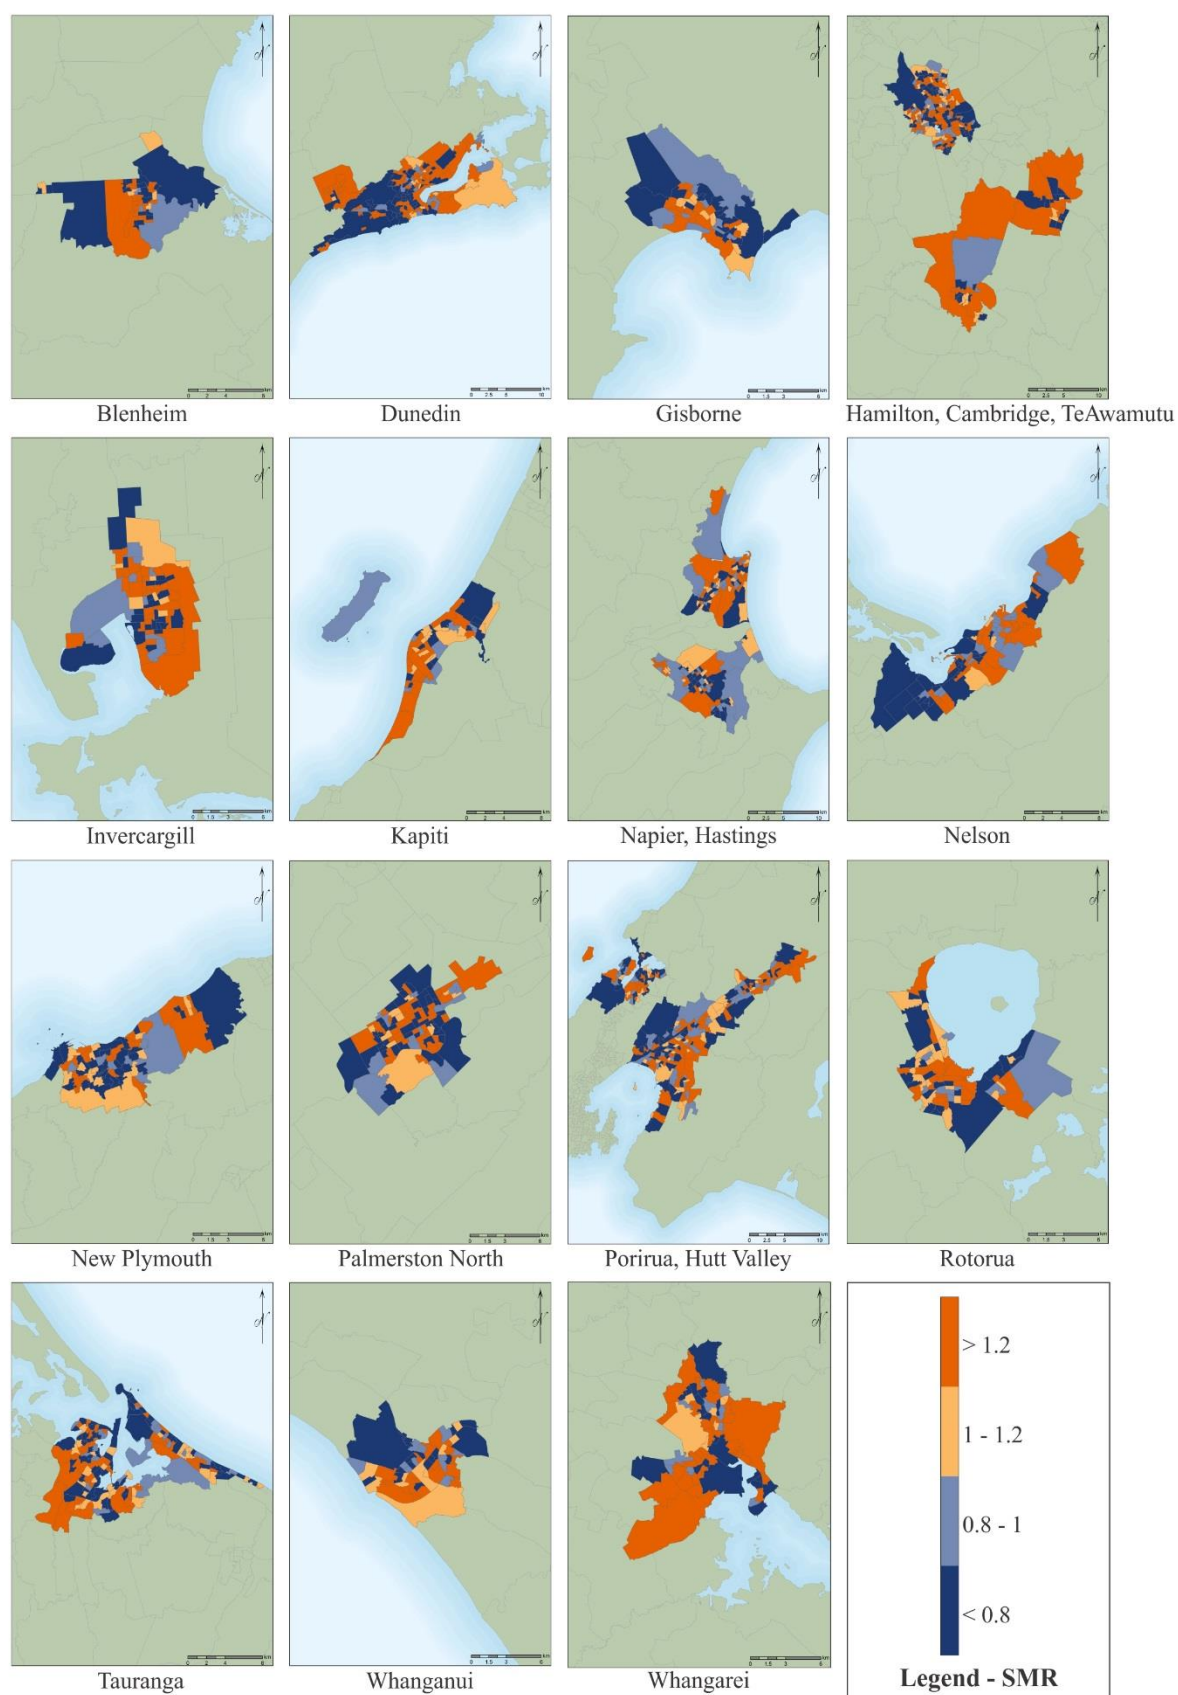 Blenheim
Dunedin
Gisborne
Hamilton, Cambridge, TeAwamutu
Invercargill
Kapiti
Napier, Hastings
Nelson
New Plymouth
Palmerston North
Porirua, Hutt Valley
Rotorua
Tauranga
Whanganui
Whangarei
> 1.2
1 - 1.2
0.8 - 1
< 0.8
Legend - SMR